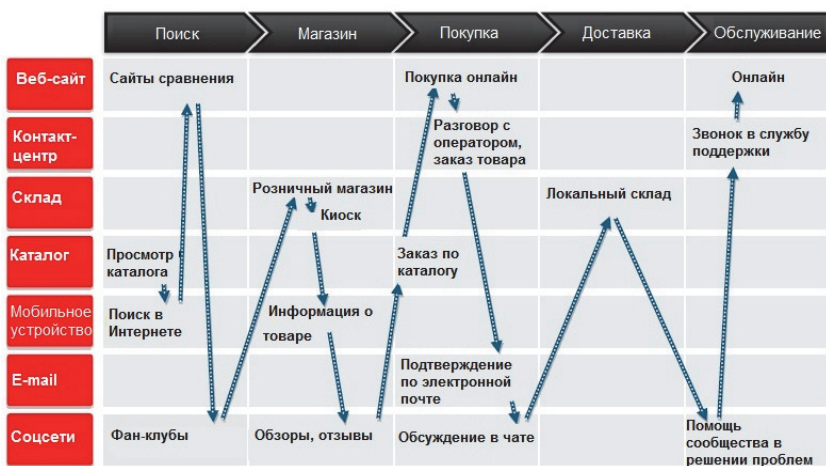 Поиск
Магазин
Покупка
Доставка
Обслуживание
Веб-сайт
Сайты сравнения
Покупка онлайн
Онлайн
Контакт-
центр
Разговор с
оператором,
заказ товара
Звонок в службу
поддержки
Склад
Розничный магазин
Киоск
Локальный склад
Каталог
Просмотр
каталога
Заказ по
каталогу
Мобильное
устройство
Поиск в
Интернете
Информация о
товаре
E-mail
Подтверждение
по электронной
почте
Соцсети
Фан-клубы
Обзоры, отзывы
Обсуждение в чате
Помощь
сообщества в
решении проблем